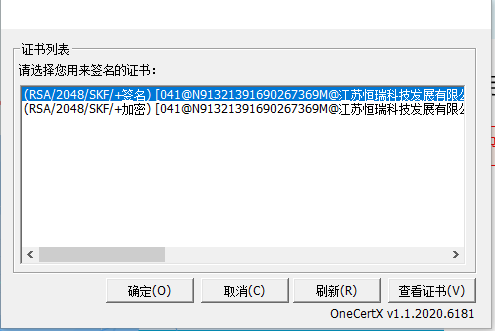 证书列表
请选择您用来签名的证书：
(RSA/2048/SKF/+签名) [041@N91321391690267369M@江苏恒瑞科技发展有限
(RSA/2048/SKF/+加密) [041@N91321391690267369M@江苏恒瑞科技发展有限
确定(O) 取消(C) 刷新(R) 查看证书(V)
OneCertX v1.1.2020.6181